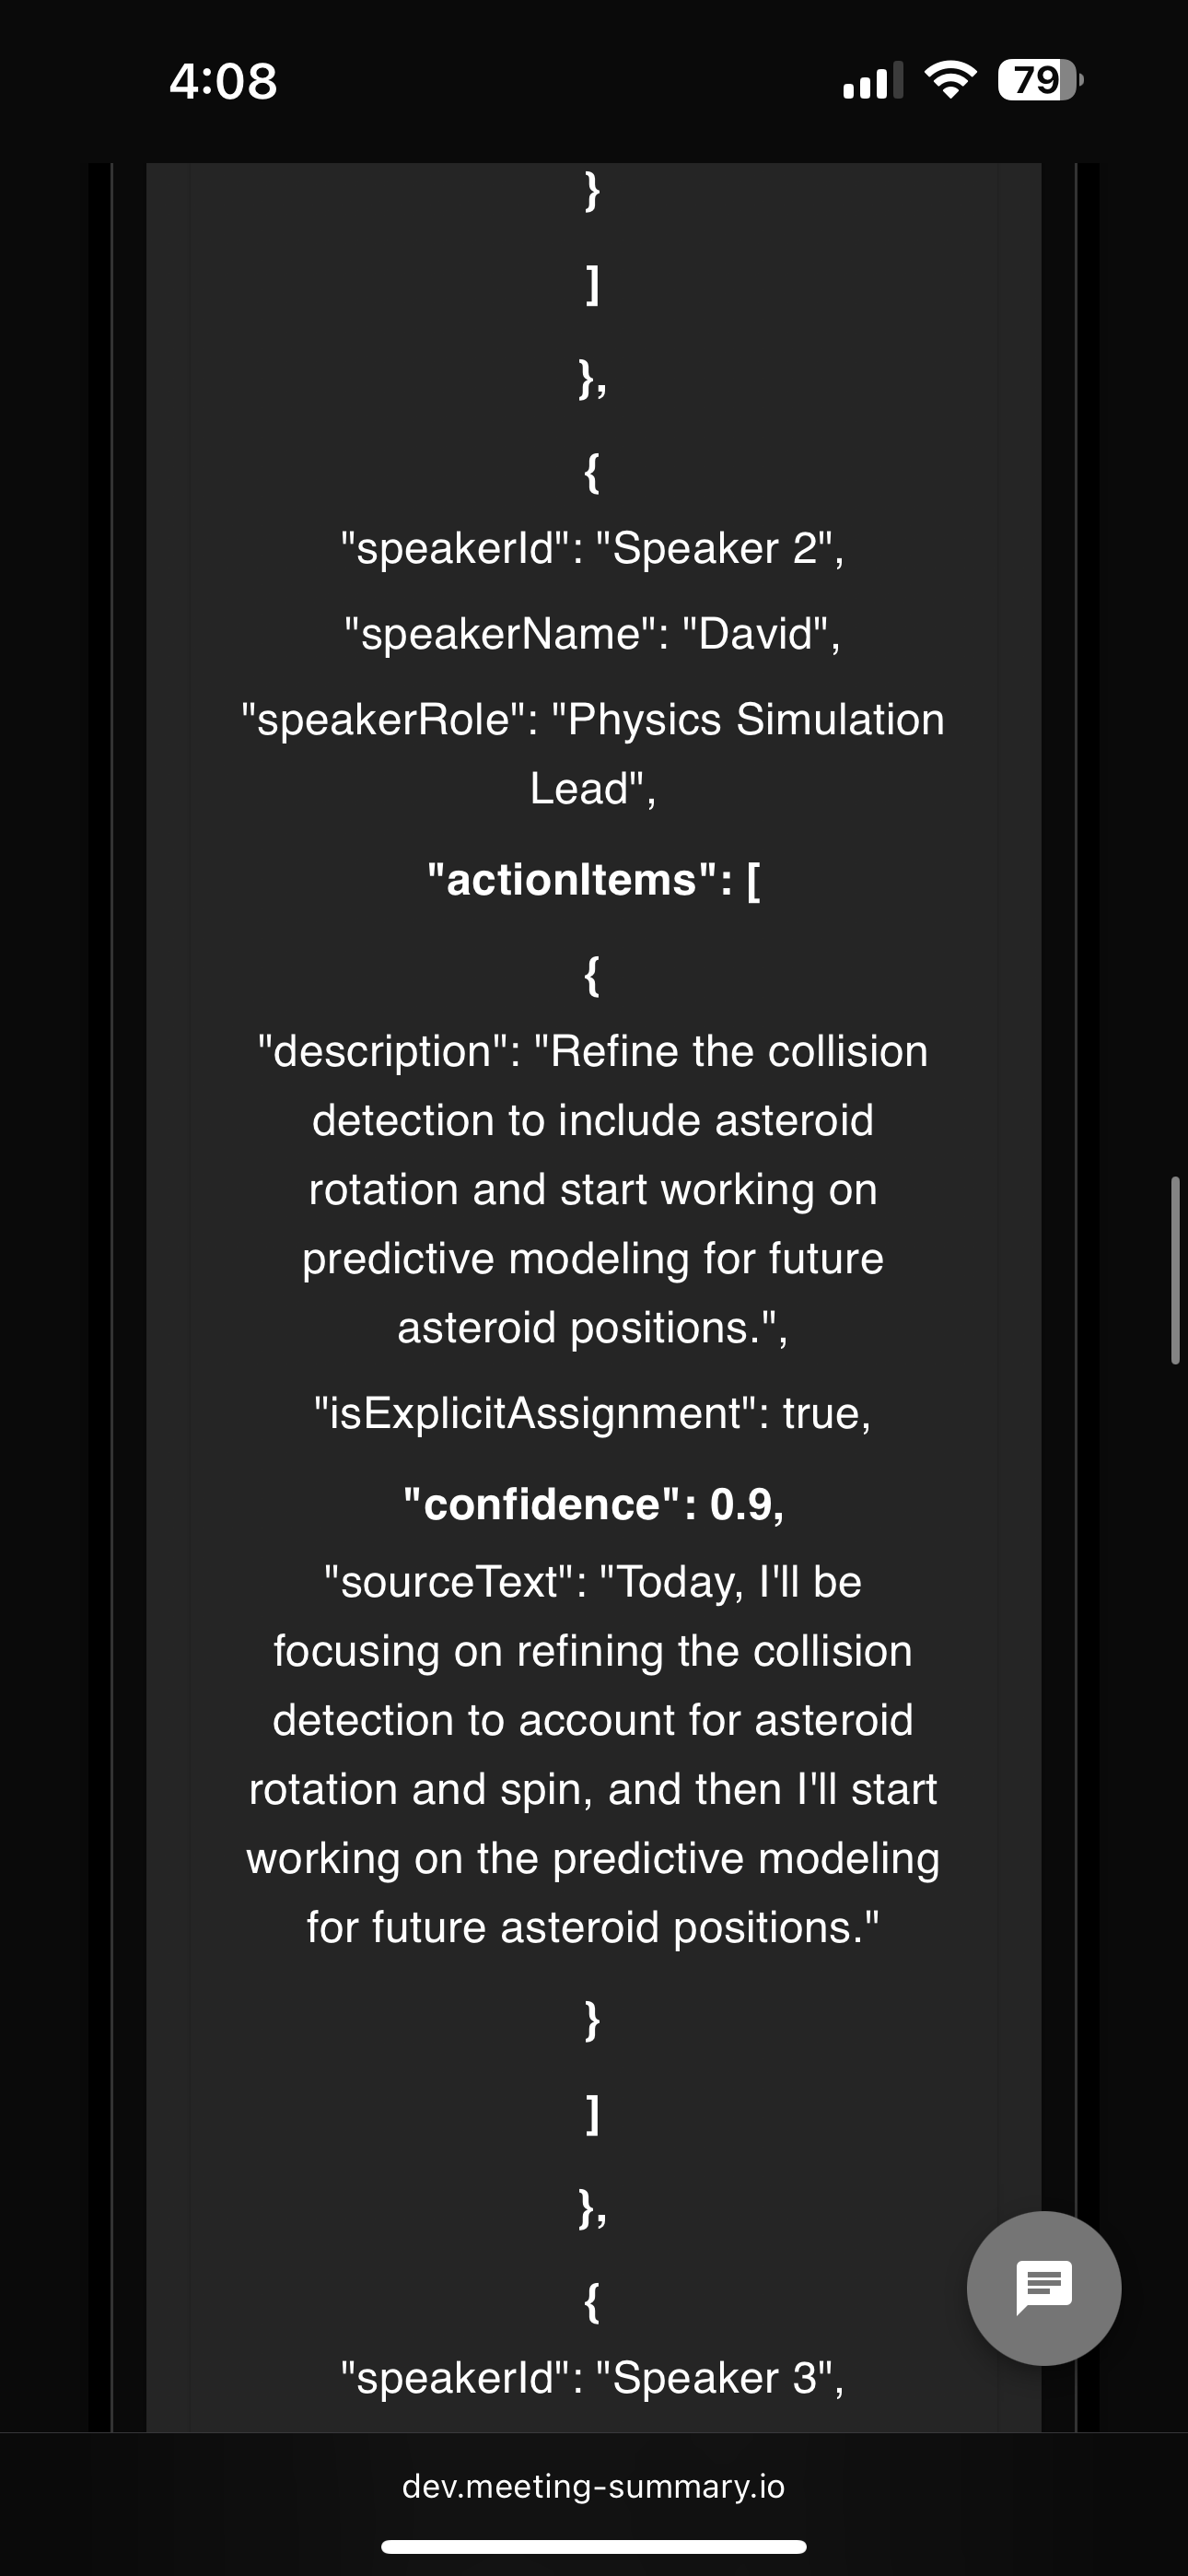 4:08
79
}
]
},
{
"speakerId": "Speaker 2",
"speakerName": "David",
"speakerRole": "Physics Simulation
Lead",
"actionItems": [
{
"description": "Refine the collision
detection to include asteroid
rotation and start working on
predictive modeling for future
asteroid positions.",
"isExplicitAssignment": true,
"confidence": 0.9,
"sourceText": "Today, I'll be
focusing on refining the collision
detection to account for asteroid
rotation and spin, and then I'll start
working on the predictive modeling
for future asteroid positions."
}
]
},
{
"speakerId": "Speaker 3",
dev.meeting-summary.io